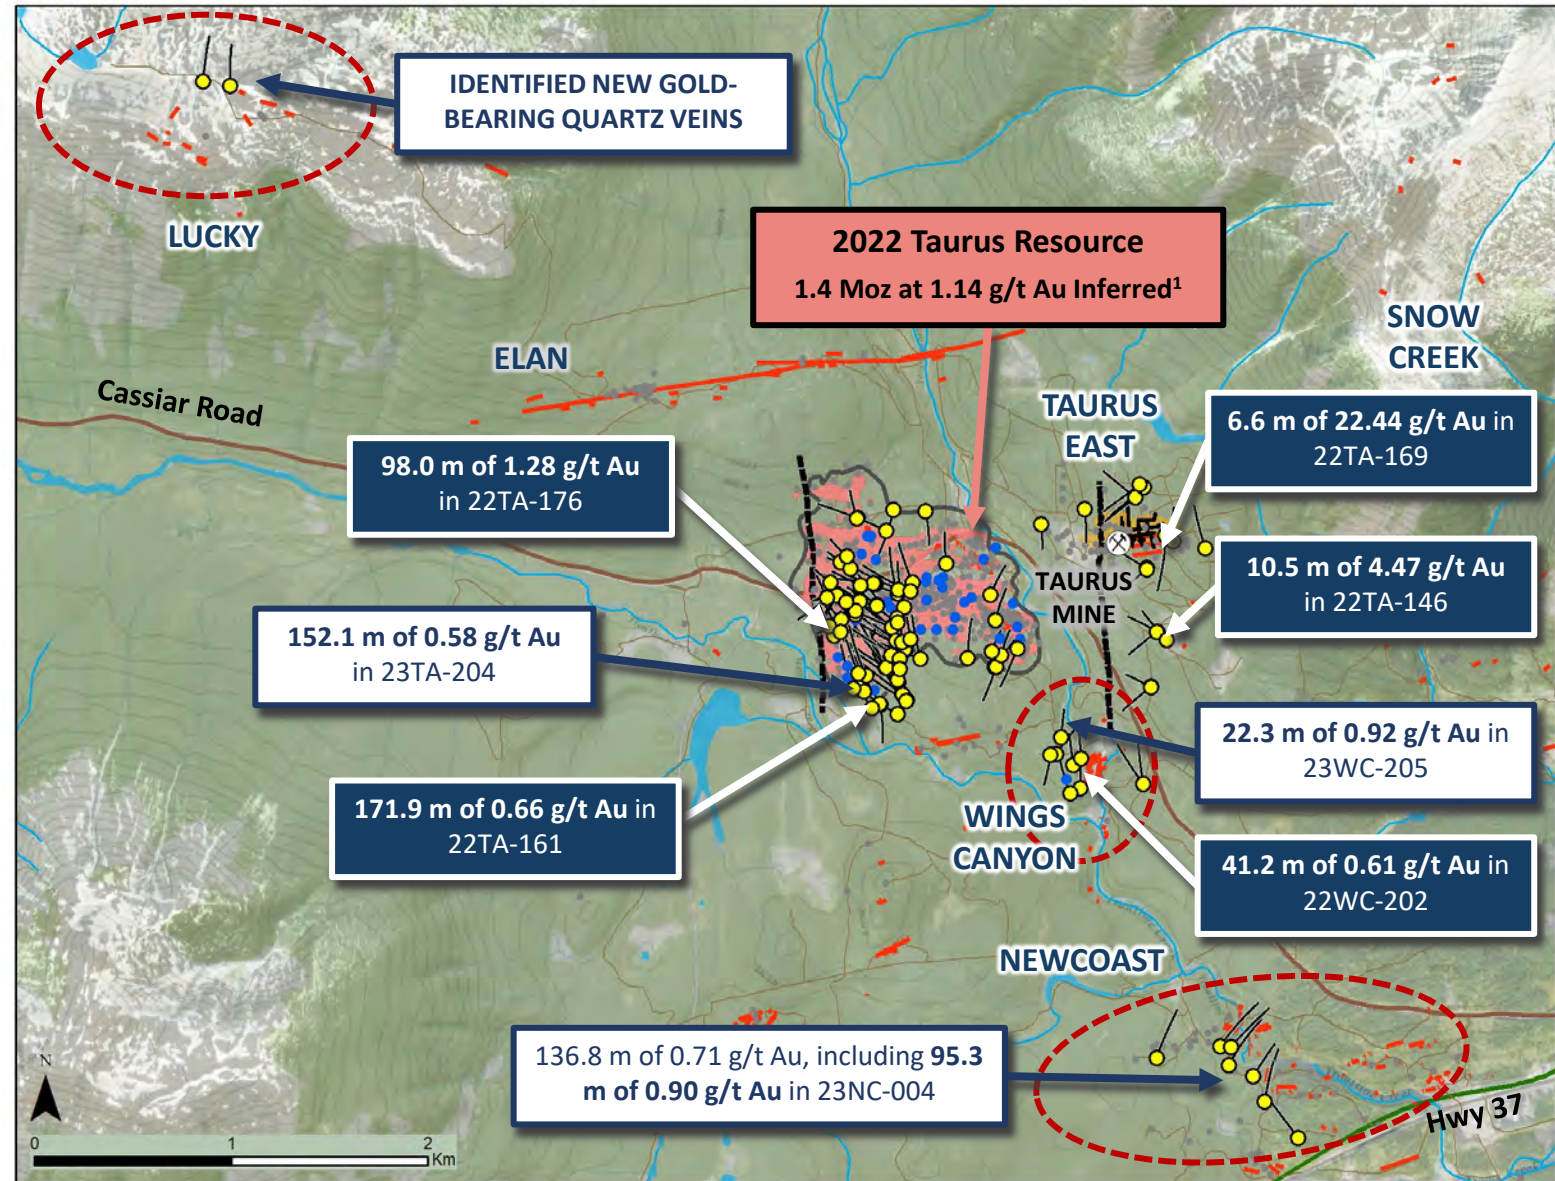 IDENTIFIED NEW GOLD-
BEARING QUARTZ VEINS
LUCKY
2022 Taurus Resource
1.4 Moz at 1.14 g/t Au Inferred¹
SNOW
CREEK
ELAN
Cassiar Road
TAURUS
EAST
6.6 m of 22.44 g/t Au in
22TA-169
98.0 m of 1.28 g/t Au
in 22TA-176
TAURUS
MINE
10.5 m of 4.47 g/t Au
in 22TA-146
152.1 m of 0.58 g/t Au
in 23TA-204
22.3 m of 0.92 g/t Au in
23WC-205
171.9 m of 0.66 g/t Au in
22TA-161
WINGS
CANYON
41.2 m of 0.61 g/t Au in
22WC-202
NEWCOAST
136.8 m of 0.71 g/t Au, including 95.3
m of 0.90 g/t Au in 23NC-004
Hwy 37
N
0 1 2
Km